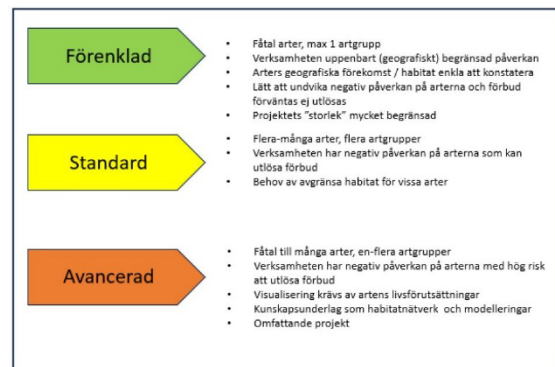 Förenklad
• Fåtal arter, max 1 artgrupp
• Verksamheten uppenbart (geografiskt) begränsad påverkan
• Arters geografiska förekomst / habitat enkla att konstatera
• Lätt att undvika negativ påverkan på arterna och förbud
förväntas ej utlösas
• Projektets ”storlek” mycket begränsad
Standard
• Flera-många arter, flera artgrupper
• Verksamheten har negativ påverkan på arterna som kan
utlösa förbud
• Behov av avgränsa habitat för vissa arter
Avancerad
• Fåtal till många arter, en-flera artgrupper
• Verksamheten har negativ påverkan på arterna med hög risk
att utlösa förbud
• Visualisering krävs av artens livsförutsättningar
• Kunskapsunderlag som habitatnätverk och modelleringar
• Omfattande projekt